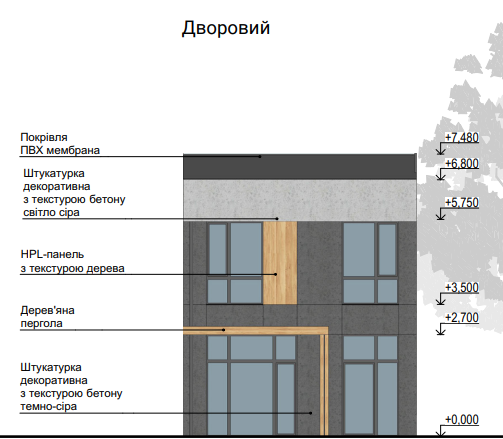 Дворовий
Покрівля
ПВХ мембрана
+7.480
+6,800
Штукатурка
декоративна
з текстурою бетону
світло сіра
+5,750
HPL-панель
з текстурою дерева
+3,500
Дерев'яна
пергола
+2,700
Штукатурка
декоративна
з текстурою бетону
темно-сіра
+0,000